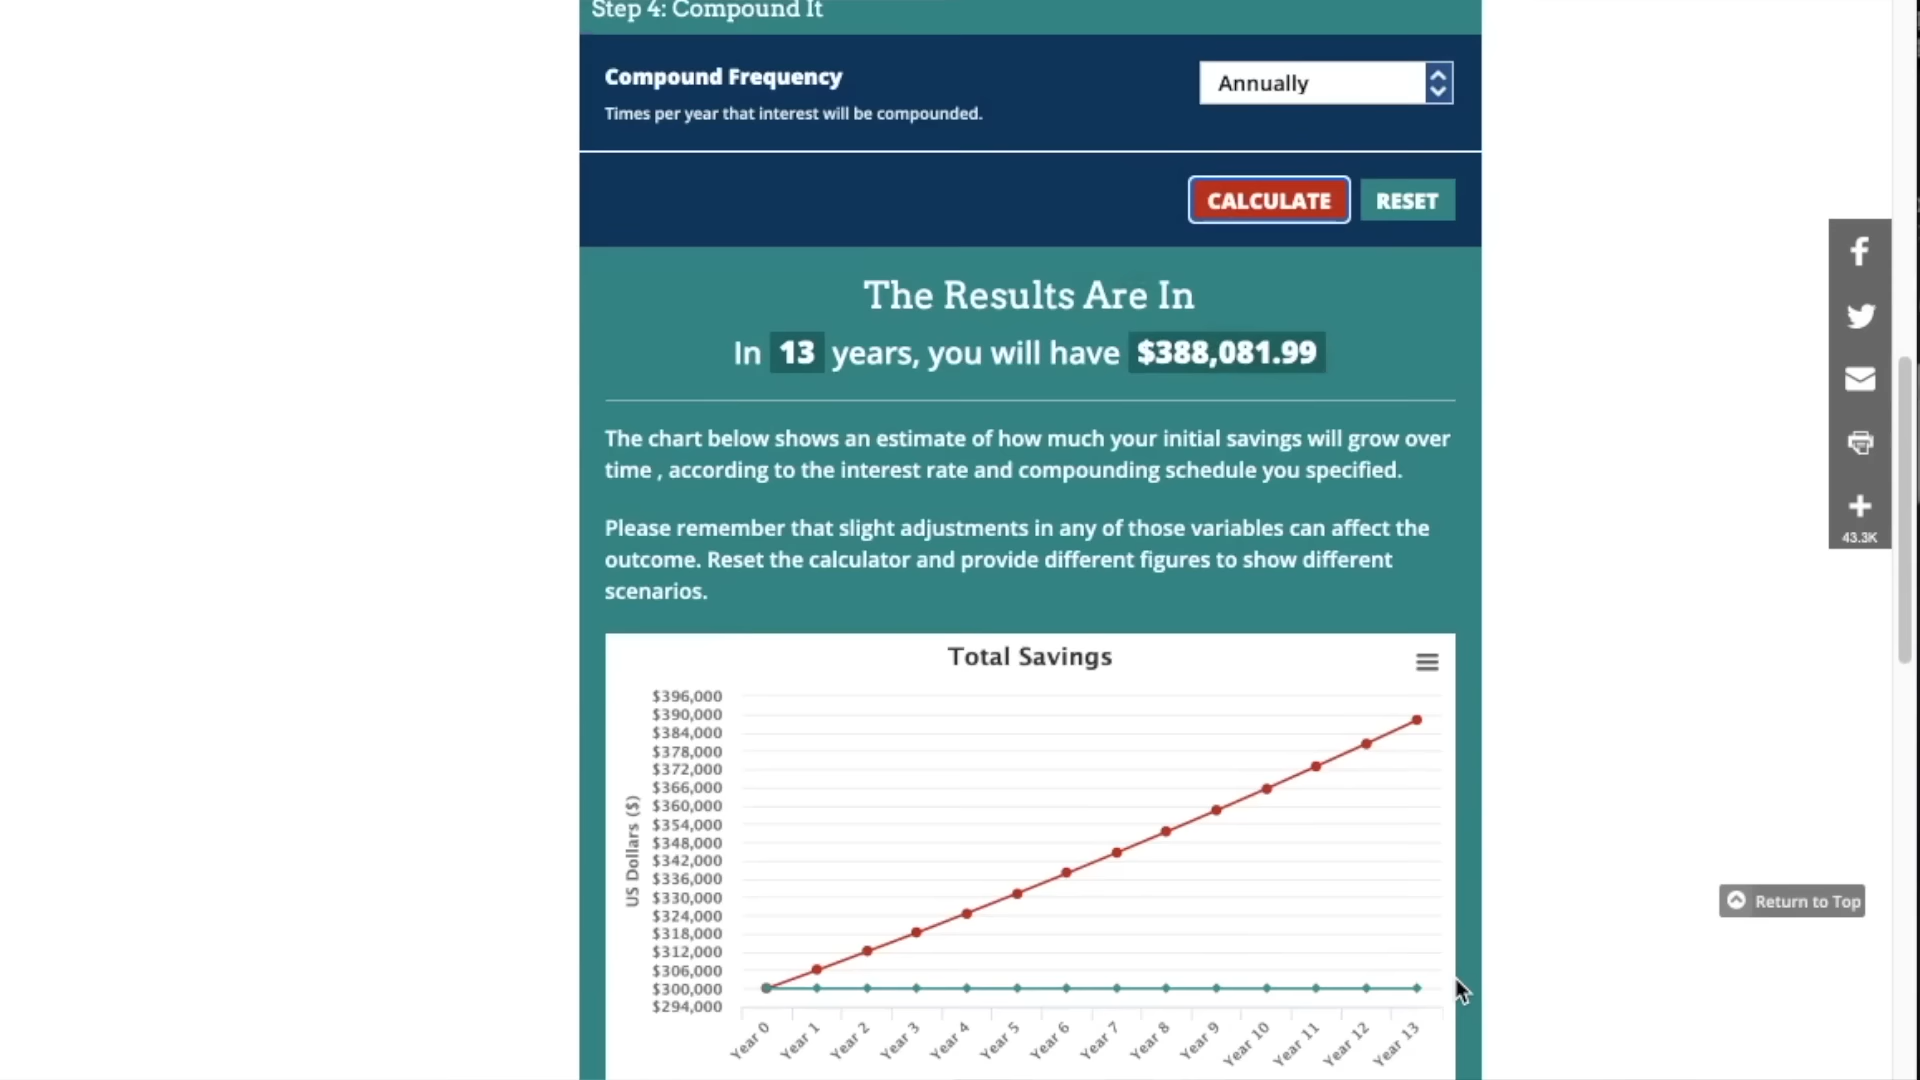 Step 4: Compound It
Compound Frequency
Annually
Times per year that interest will be compounded.
CALCULATE
RESET
The Results Are In
In 13 years, you will have $388,081.99
The chart below shows an estimate of how much your initial savings will grow over
time , according to the interest rate and compounding schedule you specified.
Please remember that slight adjustments in any of those variables can affect the
outcome. Reset the calculator and provide different figures to show different
scenarios.
43.3K
Total Savings
US Dollars ($)
$396,000
$390,000
$384,000
$378,000
$372,000
$366,000
$360,000
$354,000
$348,000
$342,000
$336,000
$330,000
$324,000
$318,000
$312,000
$306,000
$300,000
$294,000
Year 0
Year 1
Year 2
Year 3
Year 4
Year 5
Year 6
Year 7
Year 8
Year 9
Year 10
Year 11
Year 12
Year 13
Return to Top